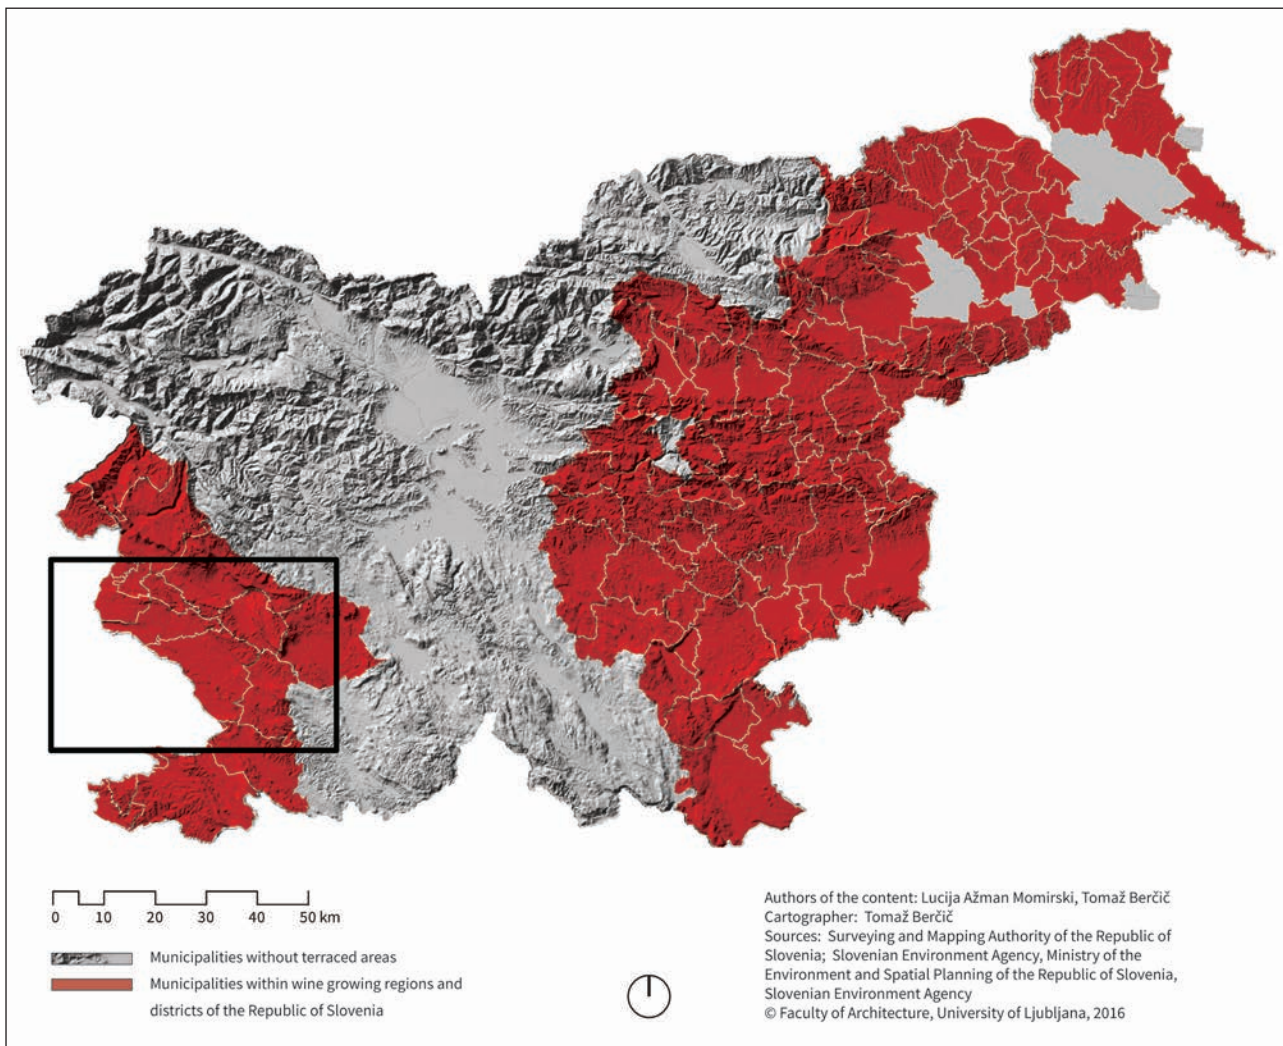 0 10 20 30 40 50 km
Municipalities without terraced areas
Municipalities within wine growing regions and
districts of the Republic of Slovenia
Authors of the content: Lucija Ažman Momirski, Tomaž Berčič
Cartographer: Tomaž Berčič
Sources: Surveying and Mapping Authority of the Republic of
Slovenia; Slovenian Environment Agency, Ministry of the
Environment and Spatial Planning of the Republic of Slovenia,
Slovenian Environment Agency
© Faculty of Architecture, University of Ljubljana, 2016